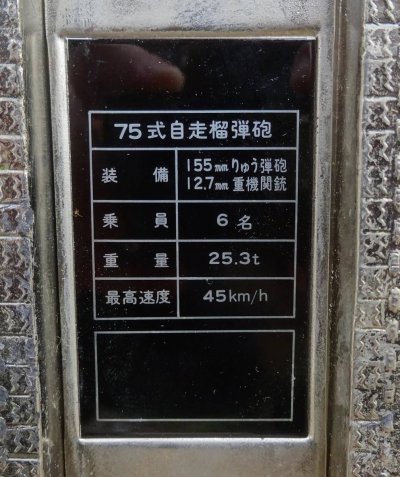 75式自走榴弾砲
装備 155mmりゅう弾砲
12.7mm重機関銃
乗員 6名
重量 25.3t
最高速度 45km/h